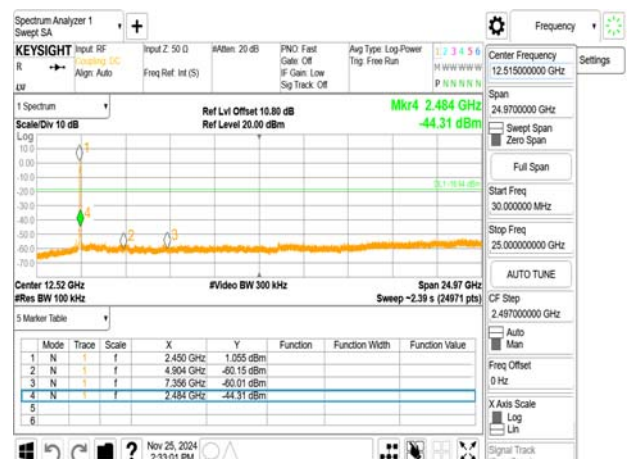 Spectrum Analyzer 1
Swept SA
+
Frequency
KEYSIGHT
R
Input: RF
Coupling: DC
Align: Auto
Input Z: 50 Ω
Freq Ref: Int (S)
#Atten: 20 dB
PNO: Fast
Gate: Off
IF Gain: Low
Sig Track: Off
Avg Type: Log-Power
Trig: Free Run
1 2 3 4 5 6
M W W W W W
P N N N N N
1 Spectrum
Scale/Div 10 dB
Ref Lvl Offset 10.80 dB
Ref Level 20.00 dBm
Mkr4 2.484 GHz
-44.31 dBm
Log
10.0
0.00
-10.0
-20.0
-30.0
-40.0
-50.0
-60.0
-70.0
1
4
2
3
Center 12.52 GHz
#Video BW 300 kHz
Span 24.97 GHz
#Res BW 100 kHz
Sweep ~2.39 s (24971 pts)
5 Marker Table
Mode Trace Scale X Y Function Function Width Function Value
1 N 1 f 2.450 GHz 1.055 dBm
2 N 1 f 4.904 GHz -60.15 dBm
3 N 1 f 7.356 GHz -60.01 dBm
4 N 1 f 2.484 GHz -44.31 dBm
5
6
?
Nov 25, 2024
2:33:01 PM
Center Frequency
12.515000000 GHz
Settings
Span
24.9700000 GHz
Swept Span
Zero Span
Full Span
Start Freq
30.000000 MHz
Stop Freq
25.000000000 GHz
AUTO TUNE
CF Step
2.497000000 GHz
Auto
Man
Freq Offset
0 Hz
X Axis Scale
Log
Lin
Signal Track